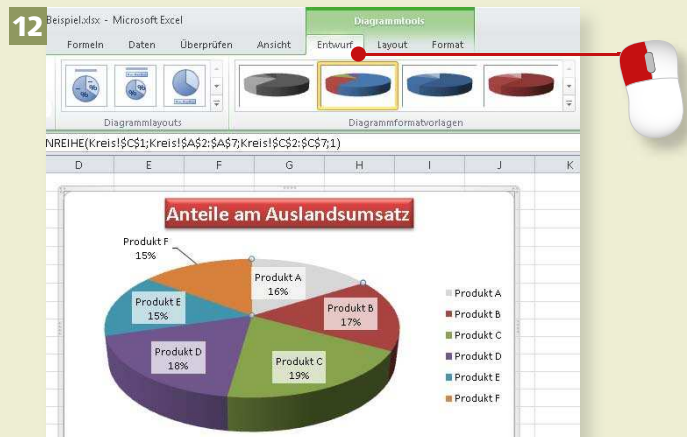 12
Beispiel.xlsx - Microsoft Excel
Diagrammtools
Formeln Daten Überprüfen Ansicht Entwurf Layout Format
Diagrammlayouts
Diagrammformatvorlagen
NREIHE(Kreis!$C$1;Kreis!$A$2:$A$7;Kreis!$C$2:$C$7;1)
D E F G H I J K
Anteile am Auslandsumsatz
Produkt F
15%
Produkt A
16%
Produkt B
17%
Produkt E
15%
Produkt D
18%
Produkt C
19%
Produkt A
Produkt B
Produkt C
Produkt D
Produkt E
Produkt F